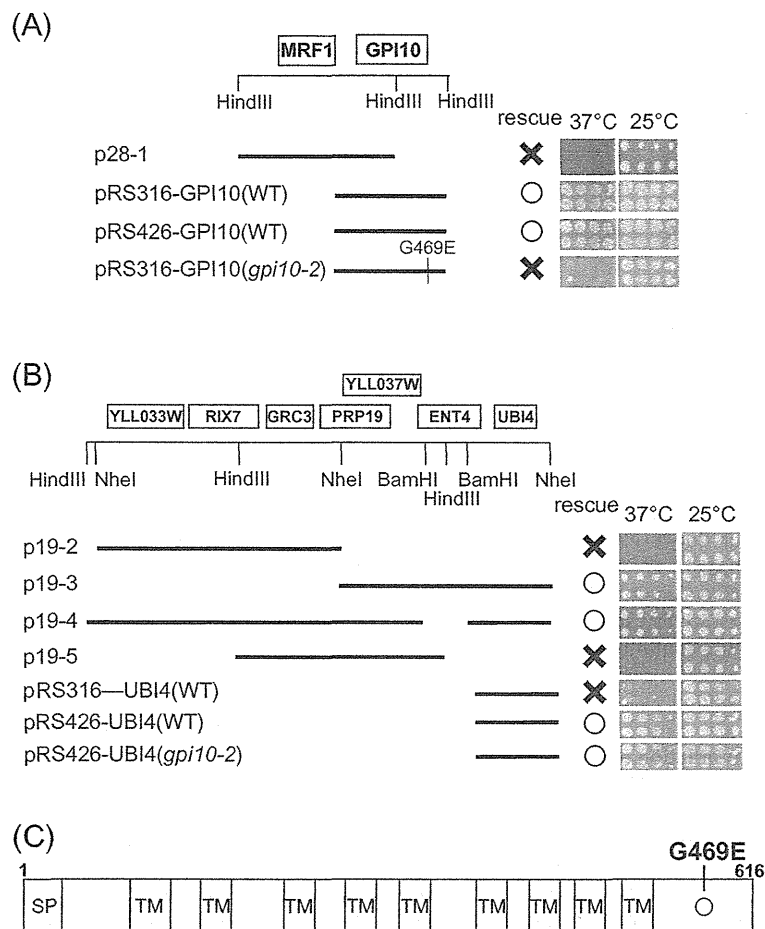 (A)
MRF1 GPI10
HindIII HindIII HindIII
rescue 37°C 25°C
p28-1
pRS316-GPI10(WT)
pRS426-GPI10(WT)
G469E
pRS316-GPI10(gpi10-2)
(B)
YLL037W
YLL033W RIX7 GRC3 PRP19 ENT4 UBI4
HindIII NheI HindIII NheI BamHI BamHI NheI
HindIII
rescue 37°C 25°C
p19-2
p19-3
p19-4
p19-5
pRS316—UBI4(WT)
pRS426-UBI4(WT)
pRS426-UBI4(gpi10-2)
(C)
G469E
1 616
SP TM TM TM TM TM TM TM TM TM